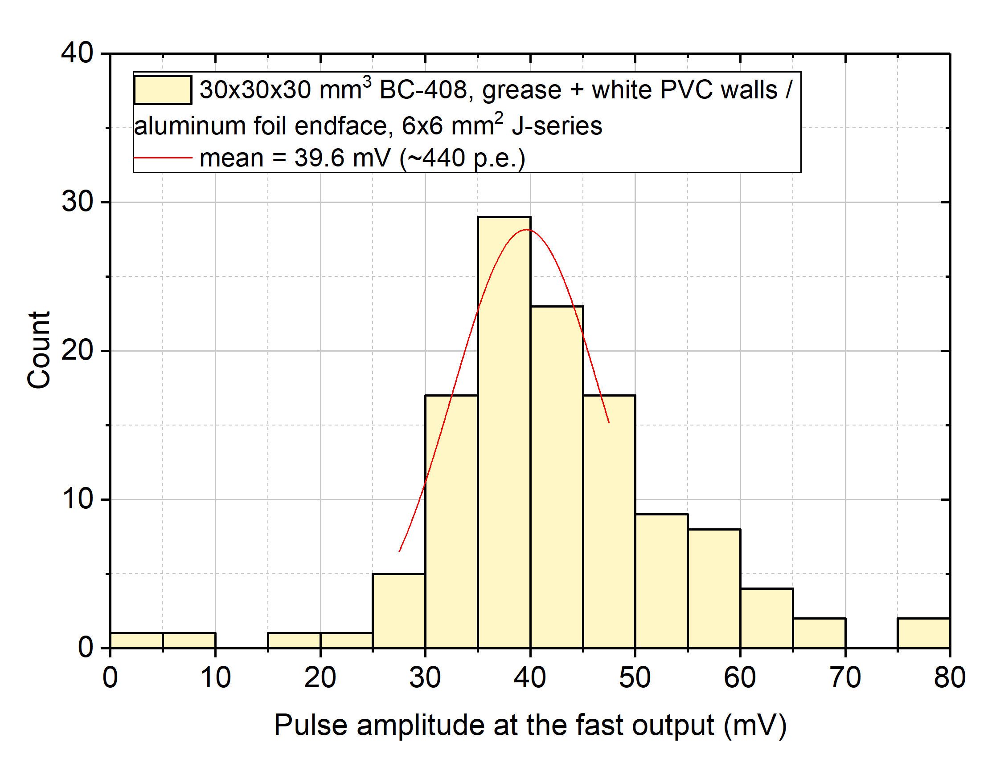 40
30x30x30 mm³ BC-408, grease + white PVC walls /
aluminum foil endface, 6x6 mm² J-series
mean = 39.6 mV (~440 p.e.)
30
20
10
0
Count
0 10 20 30 40 50 60 70 80
Pulse amplitude at the fast output (mV)